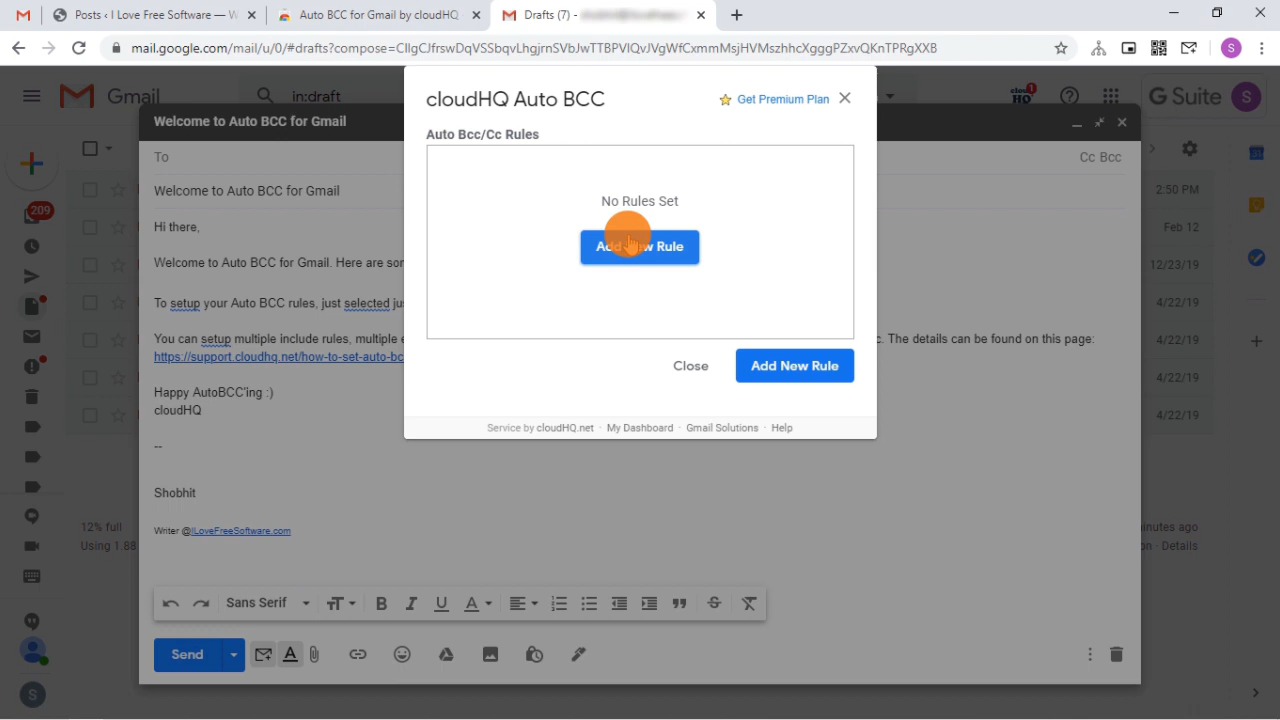 Posts ‹ I Love Free Software —
Auto BCC for Gmail by cloudHQ
Drafts (7) -
mail.google.com/mail/u/0/#drafts?compose=CllgCJfrswDqVSSbqvLhgjrnSVbJwTTBPVlQvJVgWfCxmmMsjHVMszhhcXgggPZxvQKnTPRgXXB
S
Gmail
in:draft
G Suite
S
cloudHQ Auto BCC
Get Premium Plan
Auto Bcc/Cc Rules
No Rules Set
Add New Rule
Close
Add New Rule
Service by cloudHQ.net · My Dashboard · Gmail Solutions · Help
Welcome to Auto BCC for Gmail
To
Cc Bcc
Welcome to Auto BCC for Gmail
Hi there,
Welcome to Auto BCC for Gmail. Here are
To setup your Auto BCC rules, just selected
You can setup multiple include rules, multiple
c. The details can be found on this page:
https://support.cloudhq.net/how-to-set-auto-bc
Happy AutoBCC'ing :)
cloudHQ
--
Shobhit
Writer @ILoveFreeSoftware.com
209
2:50 PM
Feb 12
12/23/19
4/22/19
4/22/19
4/22/19
4/22/19
12% full
Using 1.88
ago
Details
Sans Serif
Send
S